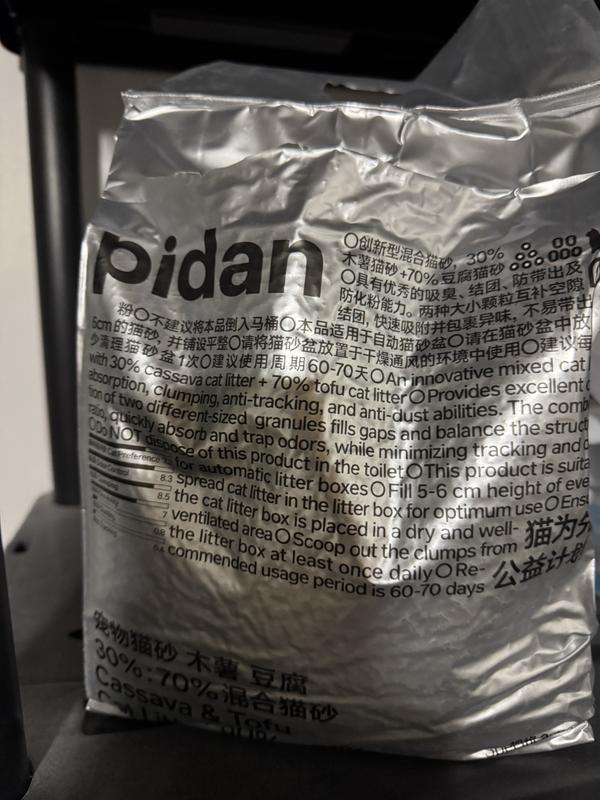 pidan
○创新型混合猫砂，30%
木薯猫砂+70%豆腐猫砂
○具有优秀的吸臭、结团、防带出及
防化粉能力。两种大小颗粒互补空隙
结团，快速吸附并包裹异味，不易带出
粉○不建议将本品倒入马桶○本品适用于自动猫砂盆○请在猫砂盆中放
6cm的猫砂，并铺设平整○请将猫砂盆放置于干燥通风的环境中使用○建议每
少清理猫砂盆1次○建议使用周期60-70天○An innovative mixed cat
with 30% cassava cat litter + 70% tofu cat litter○Provides excellent
absorption, clumping, anti-tracking, and anti-dust abilities. The comb
tion of two different-sized granules fills gaps and balance the struct
ratio, quickly absorb and trap odors, while minimizing tracking and d
○Do NOT dispose of this product in the toilet○This product is suita
Cat Preference
for automatic litter boxes○Fill 5-6 cm height of eve
8.3 spread cat litter in the litter box for optimum use○Ens
8.5 the cat litter box is placed in a dry and well-
7 ventilated area○Scoop out the clumps from
the litter box at least once daily○Re-
commended usage period is 60-70 days
猫为
公益计划
宠物猫砂 木薯 豆腐
30%:70%混合猫砂
Cassava & Tofu